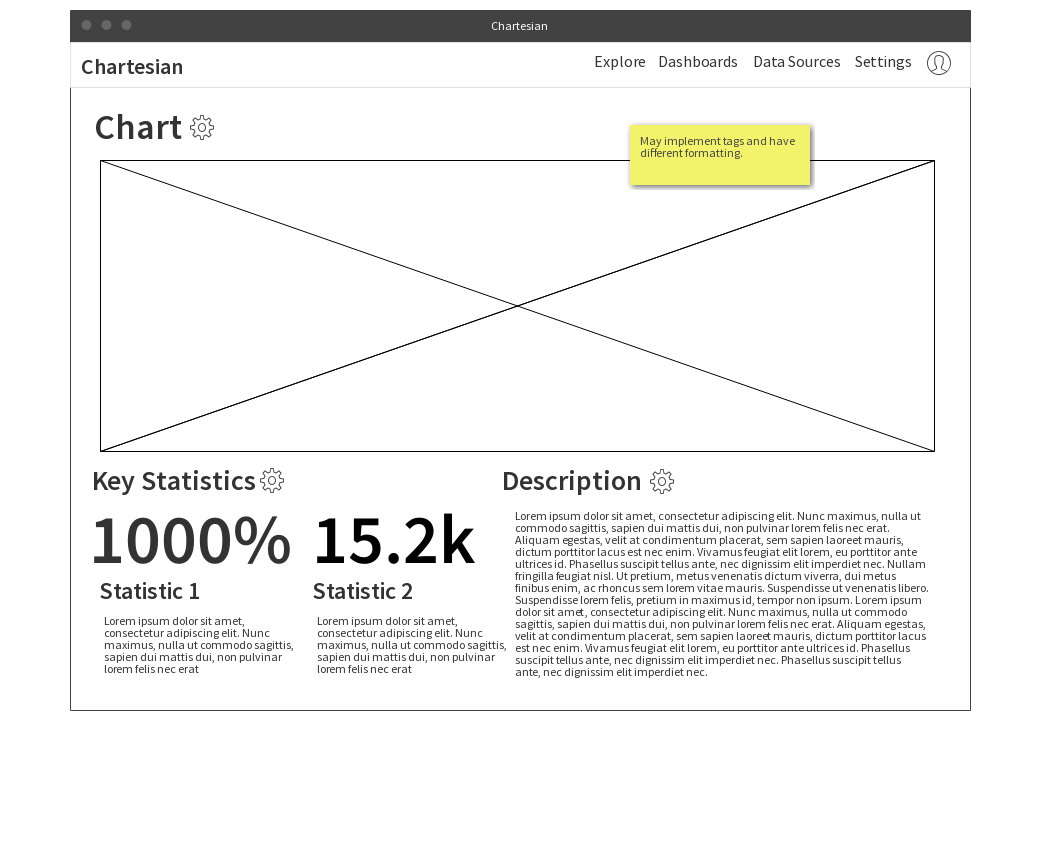 Chartesian
Chartesian
Explore Dashboards Data Sources Settings
Chart
May implement tags and have
different formatting.
Key Statistics
1000%
Statistic 1
Lorem ipsum dolor sit amet,
consectetur adipiscing elit. Nunc
maximus, nulla ut commodo sagittis,
sapien dui mattis dui, non pulvinar
lorem felis nec erat
15.2k
Statistic 2
Lorem ipsum dolor sit amet,
consectetur adipiscing elit. Nunc
maximus, nulla ut commodo sagittis,
sapien dui mattis dui, non pulvinar
lorem felis nec erat
Description
Lorem ipsum dolor sit amet, consectetur adipiscing elit. Nunc maximus, nulla ut
commodo sagittis, sapien dui mattis dui, non pulvinar lorem felis nec erat.
Aliquam egestas, velit at condimentum placerat, sem sapien laoreet mauris,
dictum porttitor lacus est nec enim. Vivamus feugiat elit lorem, eu porttitor ante
ultrices id. Phasellus suscipit tellus ante, nec dignissim elit imperdiet nec. Nullam
fringilla feugiat nisl. Ut pretium, metus venenatis dictum viverra, dui metus
finibus enim, ac rhoncus sem lorem vitae mauris. Suspendisse ut venenatis libero.
Suspendisse lorem felis, pretium in maximus id, tempor non ipsum. Lorem ipsum
dolor sit amet, consectetur adipiscing elit. Nunc maximus, nulla ut commodo
sagittis, sapien dui mattis dui, non pulvinar lorem felis nec erat. Aliquam egestas,
velit at condimentum placerat, sem sapien laoreet mauris, dictum porttitor lacus
est nec enim. Vivamus feugiat elit lorem, eu porttitor ante ultrices id. Phasellus
suscipit tellus ante, nec dignissim elit imperdiet nec. Phasellus suscipit tellus
ante, nec dignissim elit imperdiet nec.